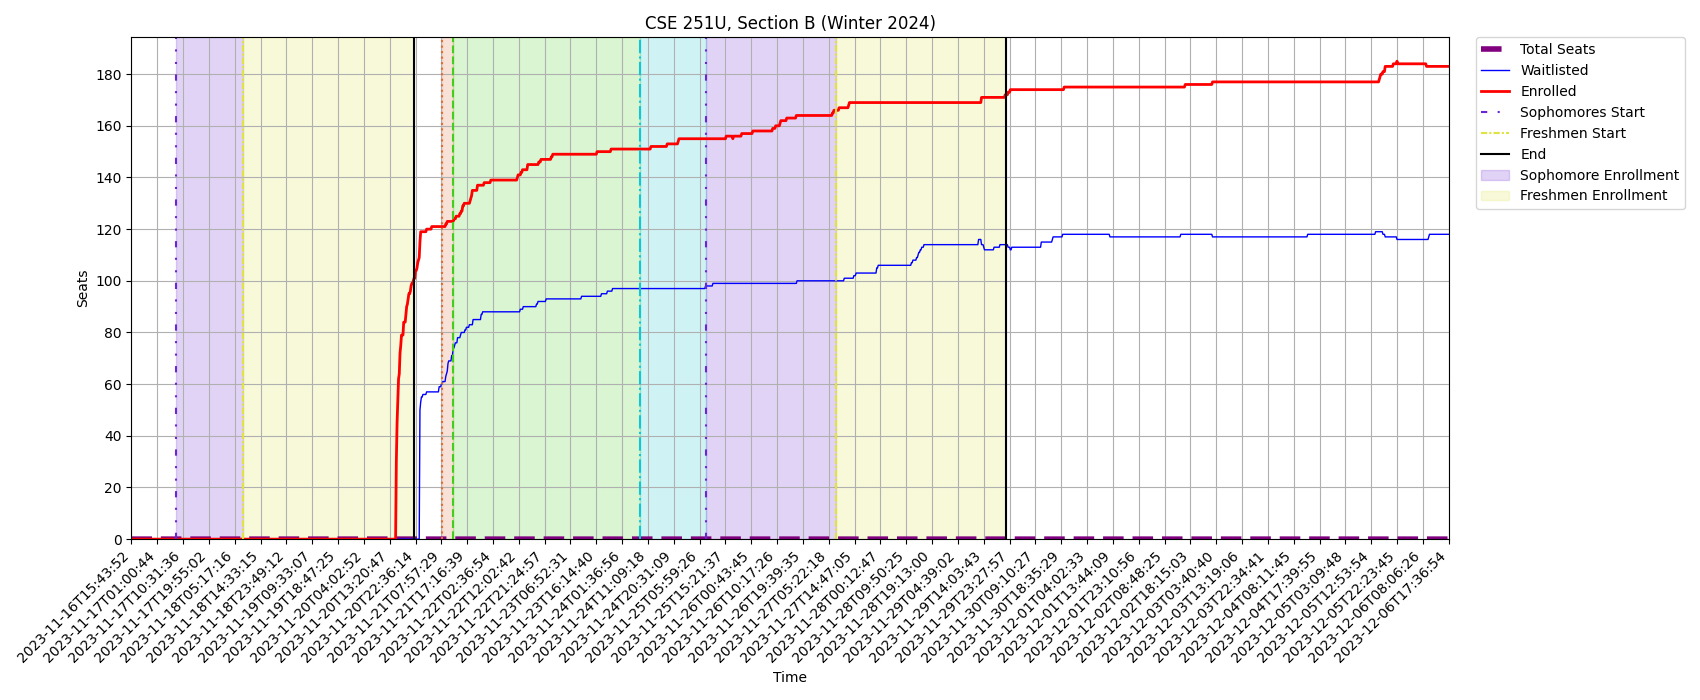 CSE 251U, Section B (Winter 2024)
Total Seats
Waitlisted
Enrolled
Sophomores Start
Freshmen Start
End
Sophomore Enrollment
Freshmen Enrollment
Seats
180
160
140
120
100
80
60
40
20
0
2023-11-16T15:43:52
2023-11-17T01:00:44
2023-11-17T10:31:36
2023-11-17T19:55:02
2023-11-18T05:17:16
2023-11-18T14:33:15
2023-11-18T23:49:12
2023-11-19T09:33:07
2023-11-19T18:47:25
2023-11-20T04:02:52
2023-11-20T13:20:47
2023-11-20T22:36:14
2023-11-21T07:57:29
2023-11-21T17:16:39
2023-11-22T02:36:54
2023-11-22T12:02:42
2023-11-22T21:24:57
2023-11-23T06:52:31
2023-11-23T16:14:40
2023-11-24T01:36:56
2023-11-24T11:09:18
2023-11-24T20:31:09
2023-11-25T05:59:26
2023-11-25T15:21:37
2023-11-26T00:43:45
2023-11-26T10:17:26
2023-11-26T19:39:35
2023-11-27T05:22:18
2023-11-27T14:47:05
2023-11-28T00:12:47
2023-11-28T09:50:25
2023-11-28T19:13:00
2023-11-29T04:39:02
2023-11-29T14:03:43
2023-11-29T23:27:57
2023-11-30T09:10:27
2023-11-30T18:35:29
2023-12-01T04:02:33
2023-12-01T13:44:09
2023-12-01T23:10:56
2023-12-02T08:48:25
2023-12-02T18:15:03
2023-12-03T03:40:40
2023-12-03T13:19:06
2023-12-03T22:34:41
2023-12-04T08:11:45
2023-12-04T17:39:55
2023-12-05T03:09:48
2023-12-05T12:53:54
2023-12-05T22:23:45
2023-12-06T08:06:26
2023-12-06T17:36:54
Time